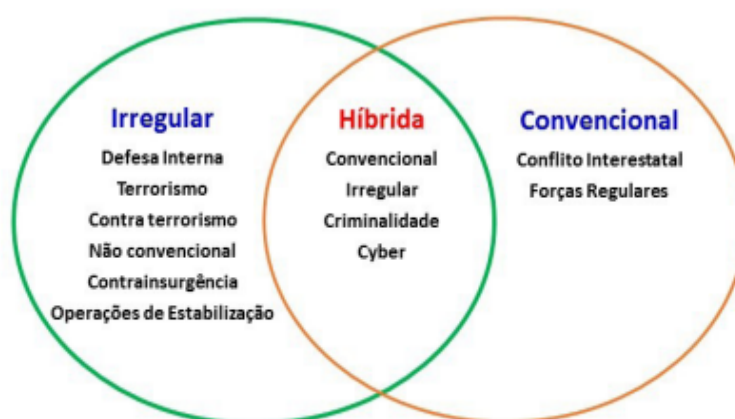 Irregular
Defesa Interna
Terrorismo
Contra terrorismo
Não convencional
Contrainsurgência
Operações de Estabilização
Híbrida
Convencional
Irregular
Criminalidade
Cyber
Convencional
Conflito Interestatal
Forças Regulares